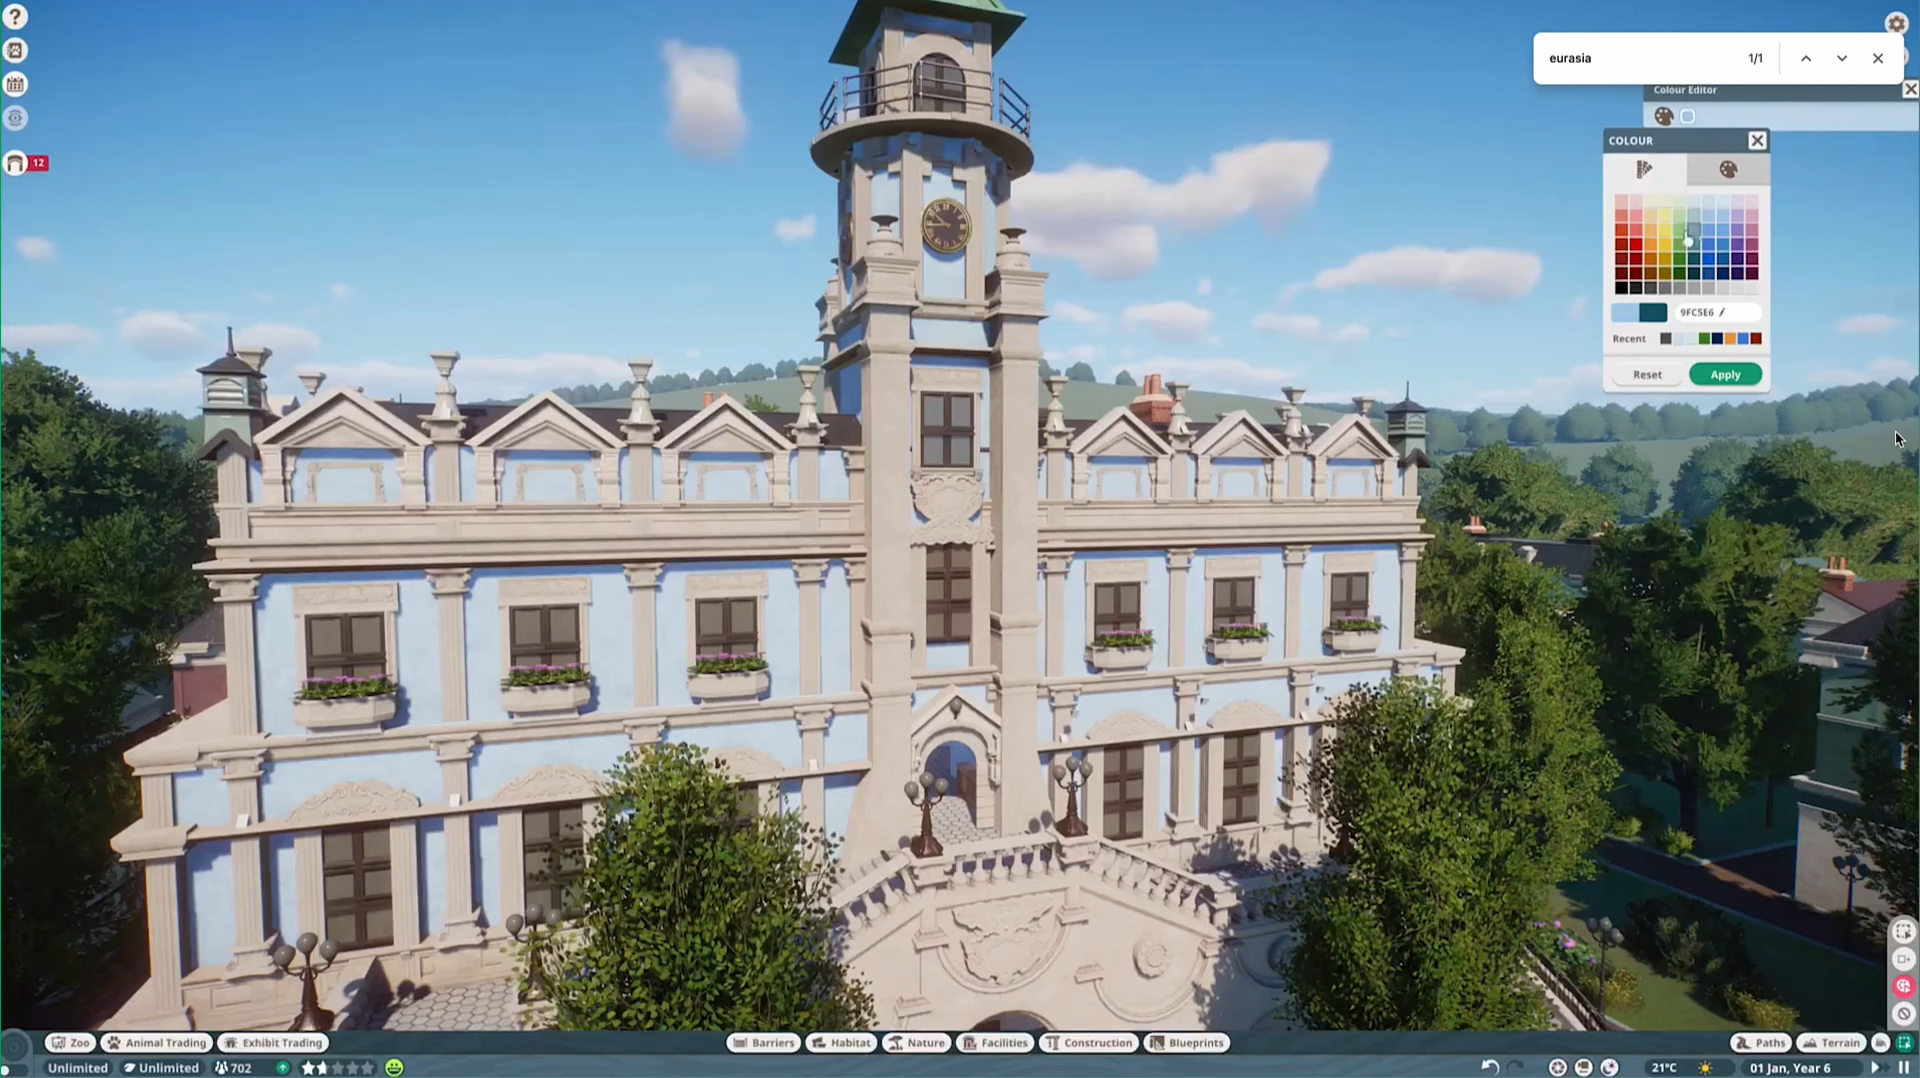 ?
eurasia 1/1
Colour Editor
12
COLOUR
9FC5E6
Recent
Reset Apply
Zoo Animal Trading Exhibit Trading Barriers Habitat Nature Facilities Construction Blueprints Paths Terrain
Unlimited Unlimited 702 21°C 01 Jan, Year 6